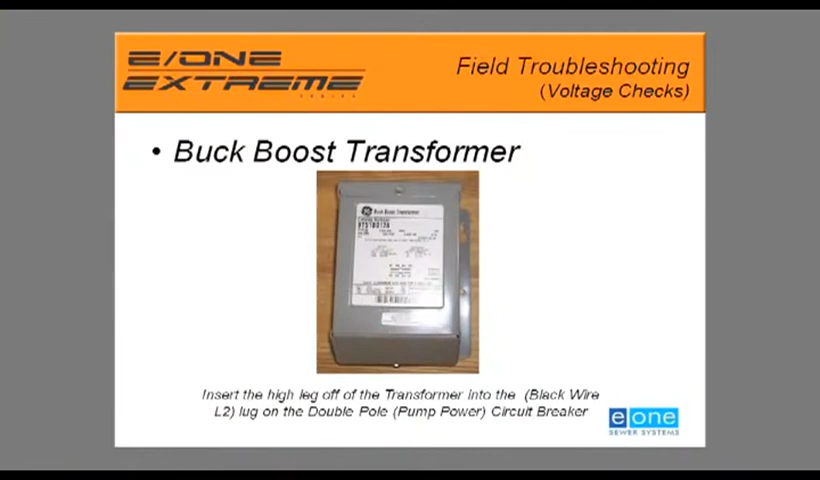 E/ONE
EXTREME
Field Troubleshooting
(Voltage Checks)
• Buck Boost Transformer
Buck Boost Transformer
Insert the high leg off of the Transformer into the (Black Wire
L2) lug on the Double Pole (Pump Power) Circuit Breaker
e one
SEWER SYSTEMS